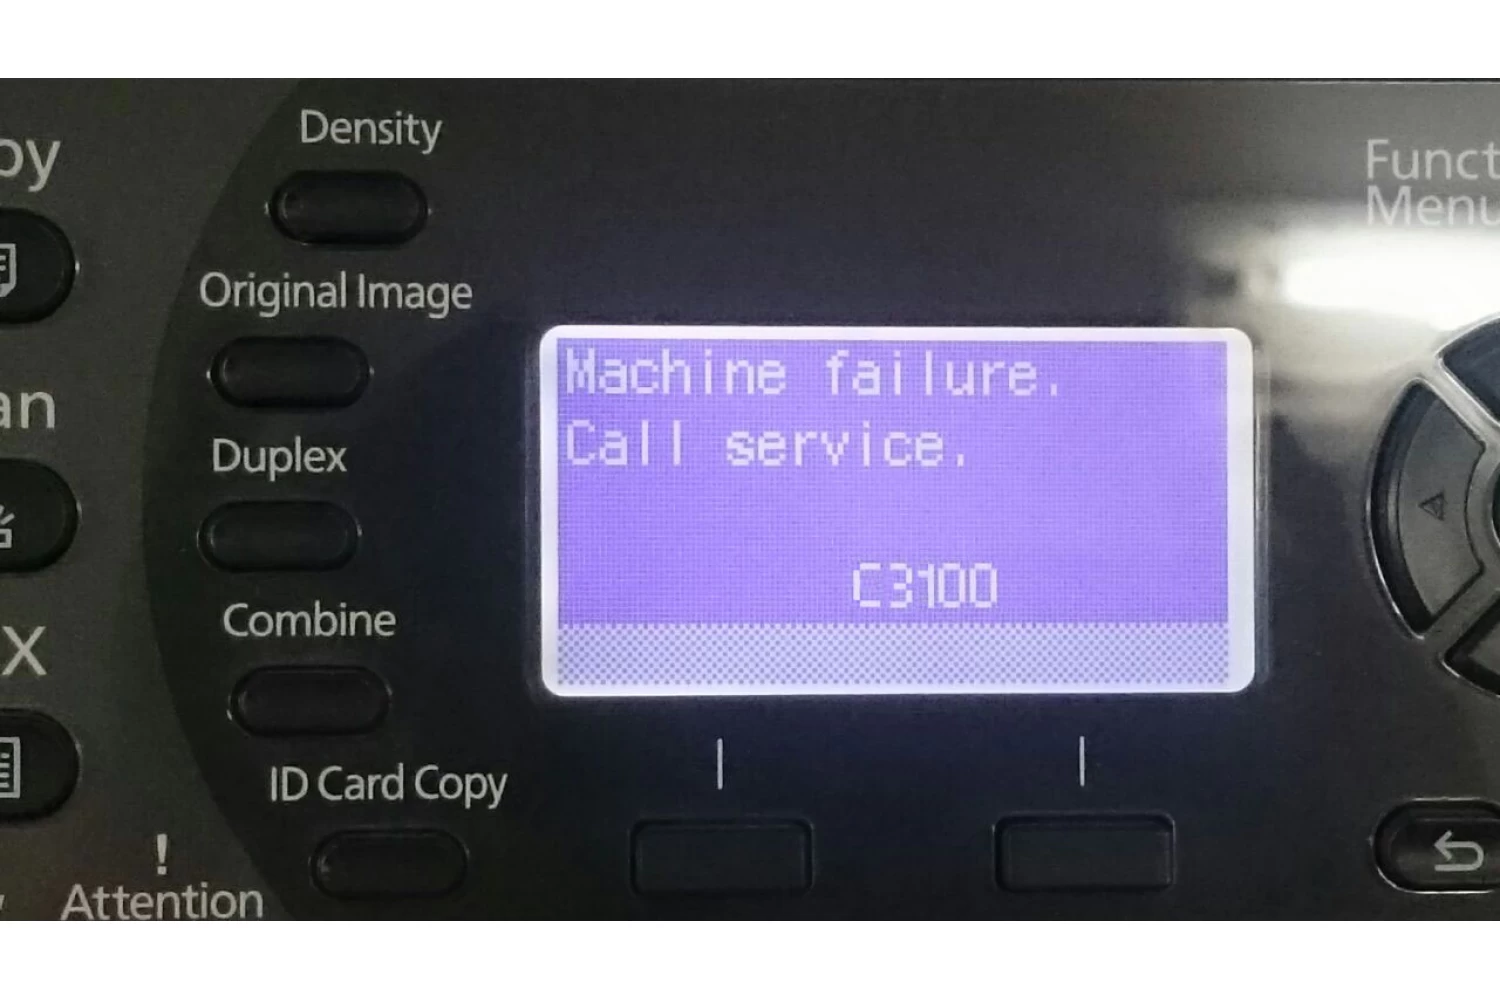 Density
Original Image
Duplex
Combine
ID Card Copy
!
Attention
Machine failure.
Call service.
C3100